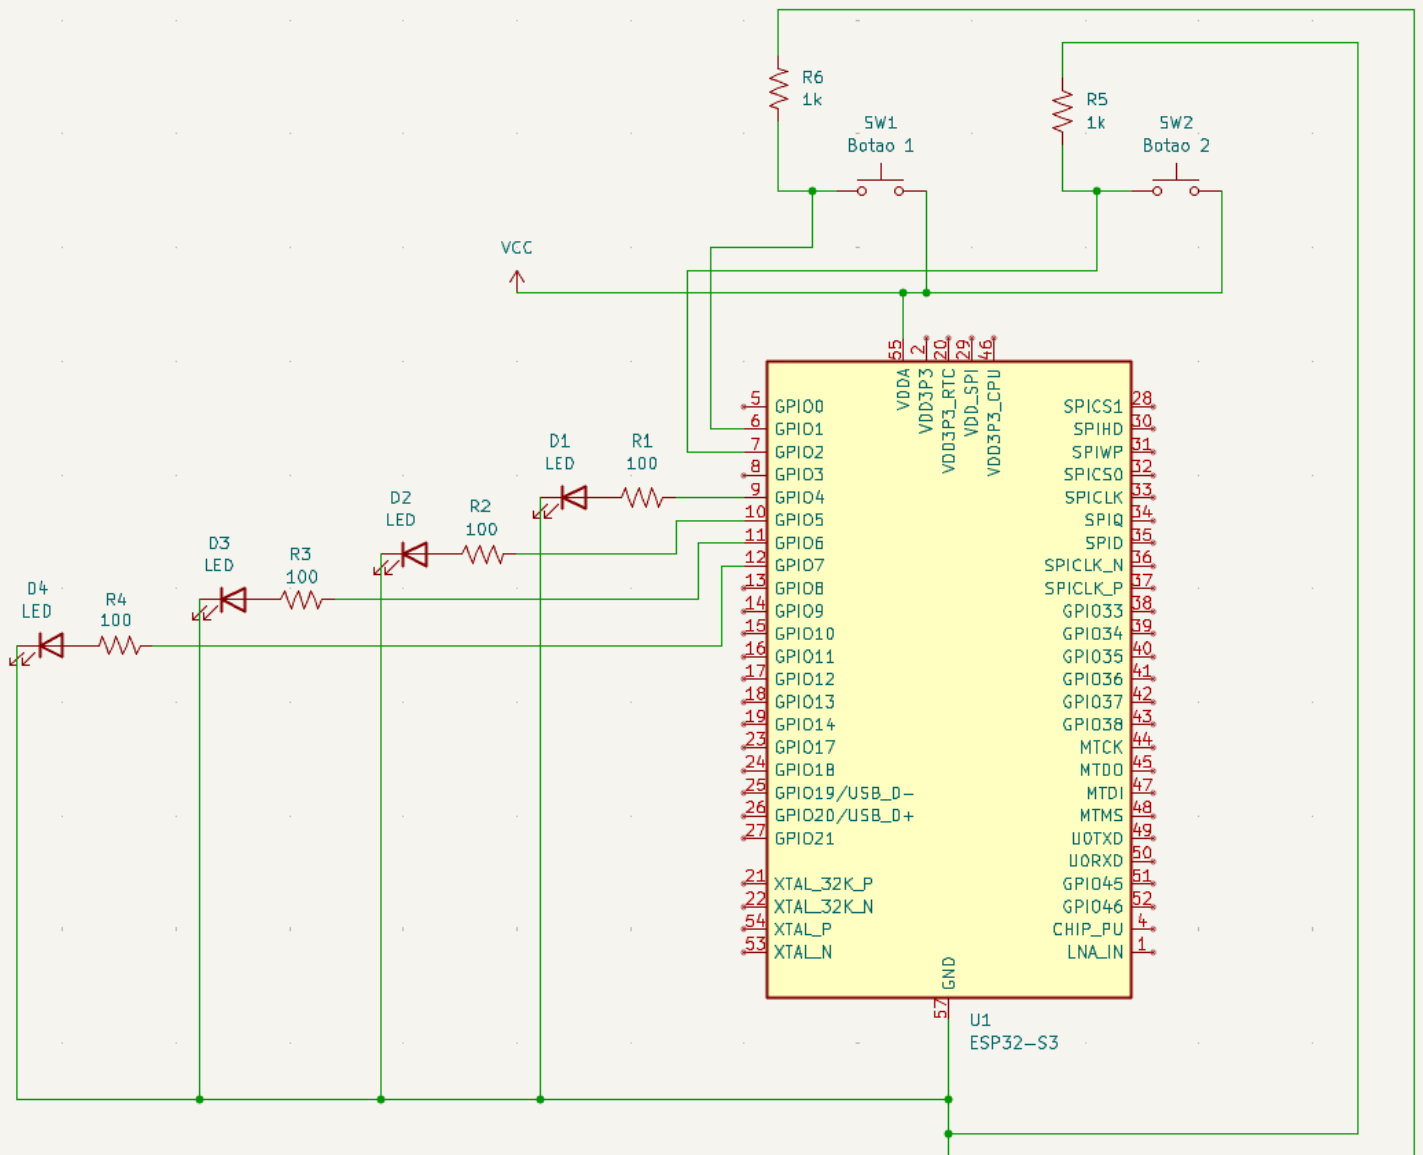 R6
1k
R5
1k
SW1
Botao 1
SW2
Botao 2
VCC
55
2
20
29
46
VDDA
VDD3P3
VDD3P3_RTC
VDD_SPI
VDD3P3_CPU
5 GPIO0
6 GPIO1
7 GPIO2
8 GPIO3
9 GPIO4
10 GPIO5
11 GPIO6
12 GPIO7
13 GPIO8
14 GPIO9
15 GPIO10
16 GPIO11
17 GPIO12
18 GPIO13
19 GPIO14
23 GPIO17
24 GPIO18
25 GPIO19/USB_D-
26 GPIO20/USB_D+
27 GPIO21
21 XTAL_32K_P
22 XTAL_32K_N
54 XTAL_P
53 XTAL_N
SPICS1 28
SPIHD 30
SPIWP 31
SPICS0 32
SPICLK 33
SPIQ 34
SPID 35
SPICLK_N 36
SPICLK_P 37
GPIO33 38
GPIO34 39
GPIO35 40
GPIO36 41
GPIO37 42
GPIO38 43
MTCK 44
MTDO 45
MTDI 47
MTMS 48
U0TXD 49
U0RXD 50
GPIO45 51
GPIO46 52
CHIP_PU 4
LNA_IN 1
GND
57
U1
ESP32-S3
D1
LED
R1
100
D2
LED
R2
100
D3
LED
R3
100
D4
LED
R4
100